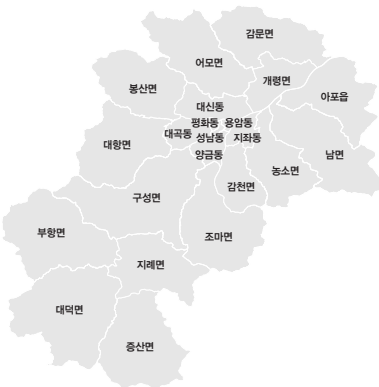 감문면
어모면
개령면
봉산면
아포읍
대신동
평화동 용암동
대곡동 성남동 지좌동
대항면
양금동
남면
농소면
감천면
구성면
부항면
조마면
지례면
대덕면
증산면